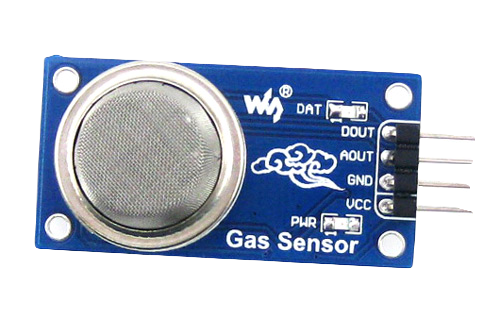 ®
DAT
DOUT
AOUT
GND
VCC
PWR
Gas Sensor